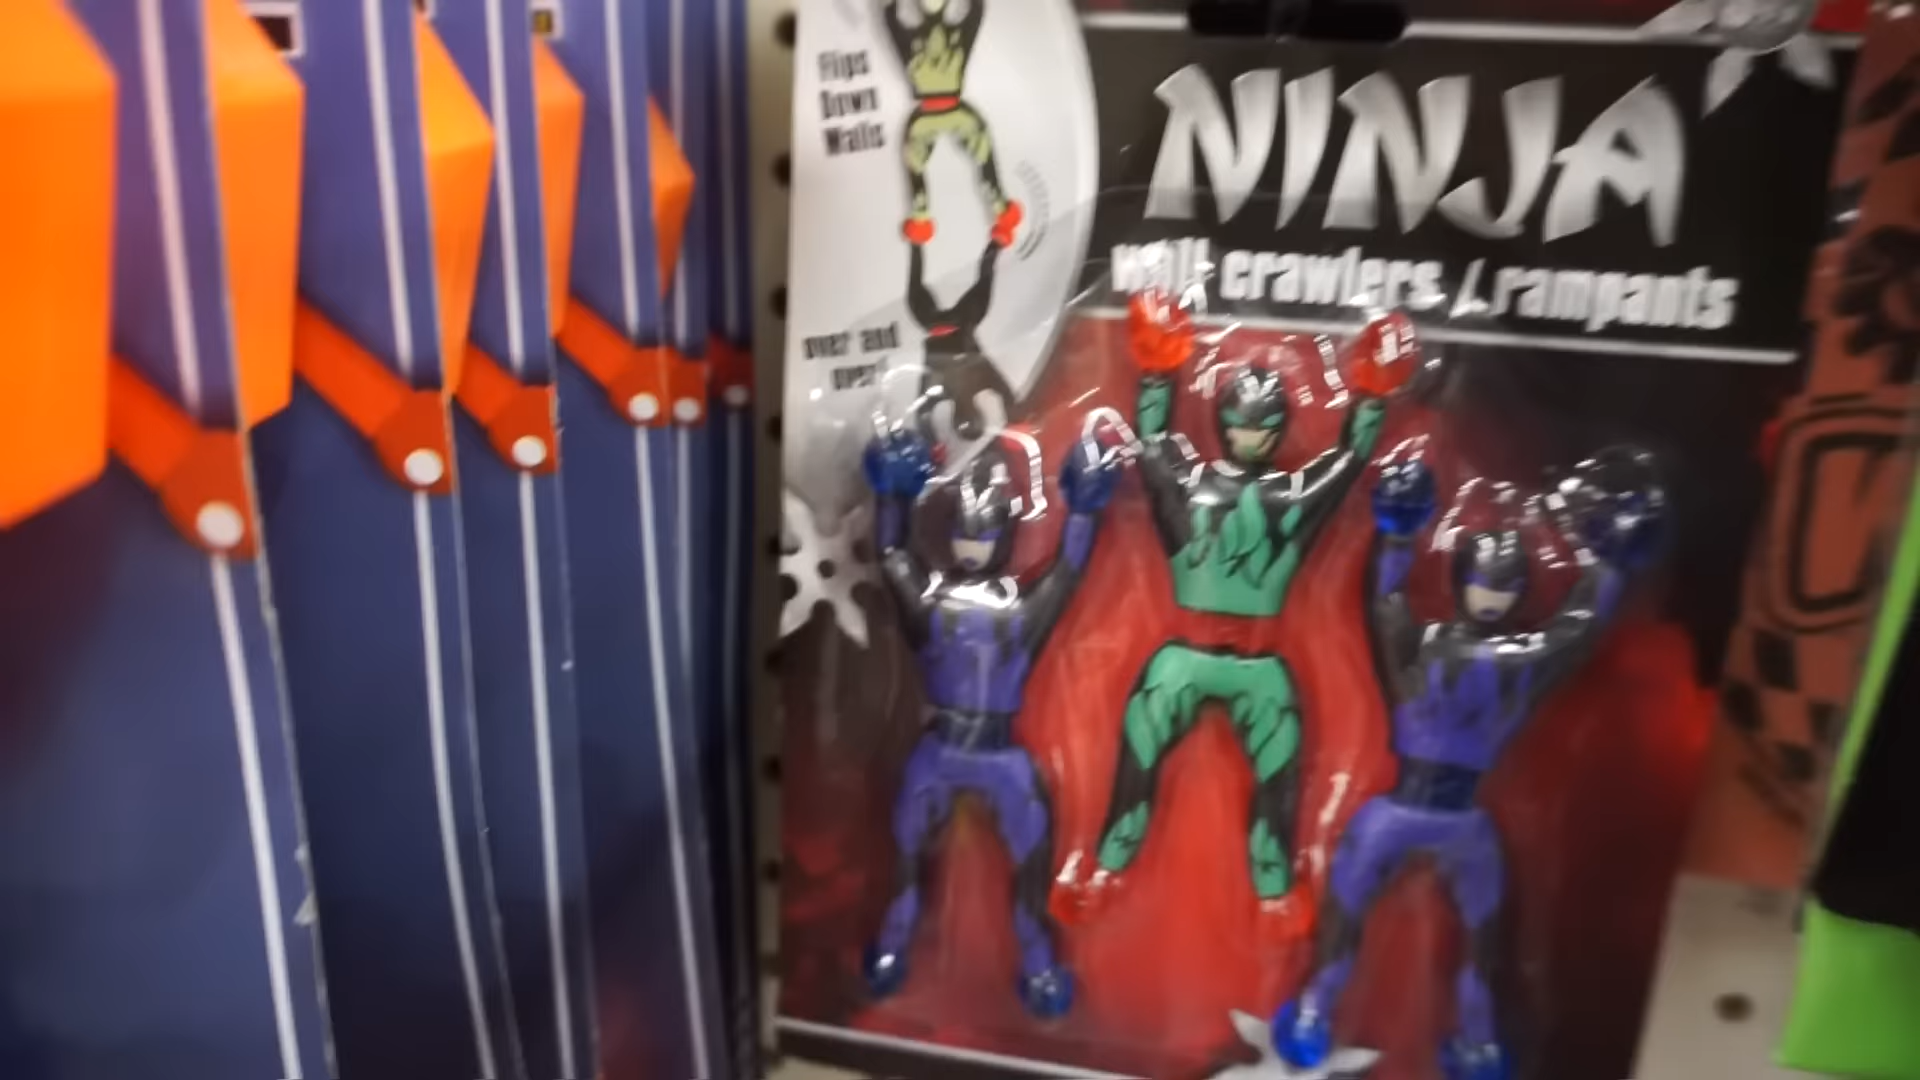 Flips
Down
Walls
NINJA
wall crawlers / rampants
over and
over!